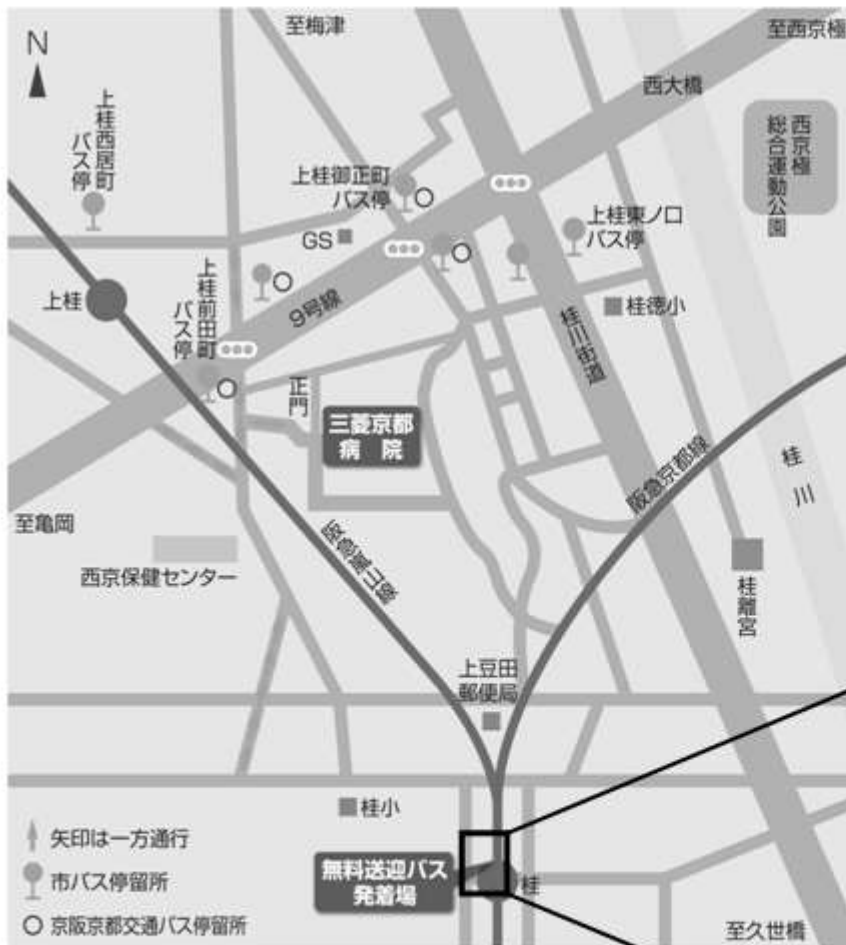 至梅津
至西京極
N
西大橋
上桂西居町
バス停
西京極
総合運動公園
上桂御正町
バス停
上桂東ノ口
バス停
GS
上桂
上桂前田町
バス停
9号線
桂徳小
桂川街道
正門
三菱京都
病 院
阪急京都線
桂 川
至亀岡
阪急嵐山線
西京保健センター
桂離宮
上豆田
郵便局
桂小
矢印は一方通行
無料送迎バス
発着場
桂
市バス停留所
京阪京都交通バス停留所
至久世橋